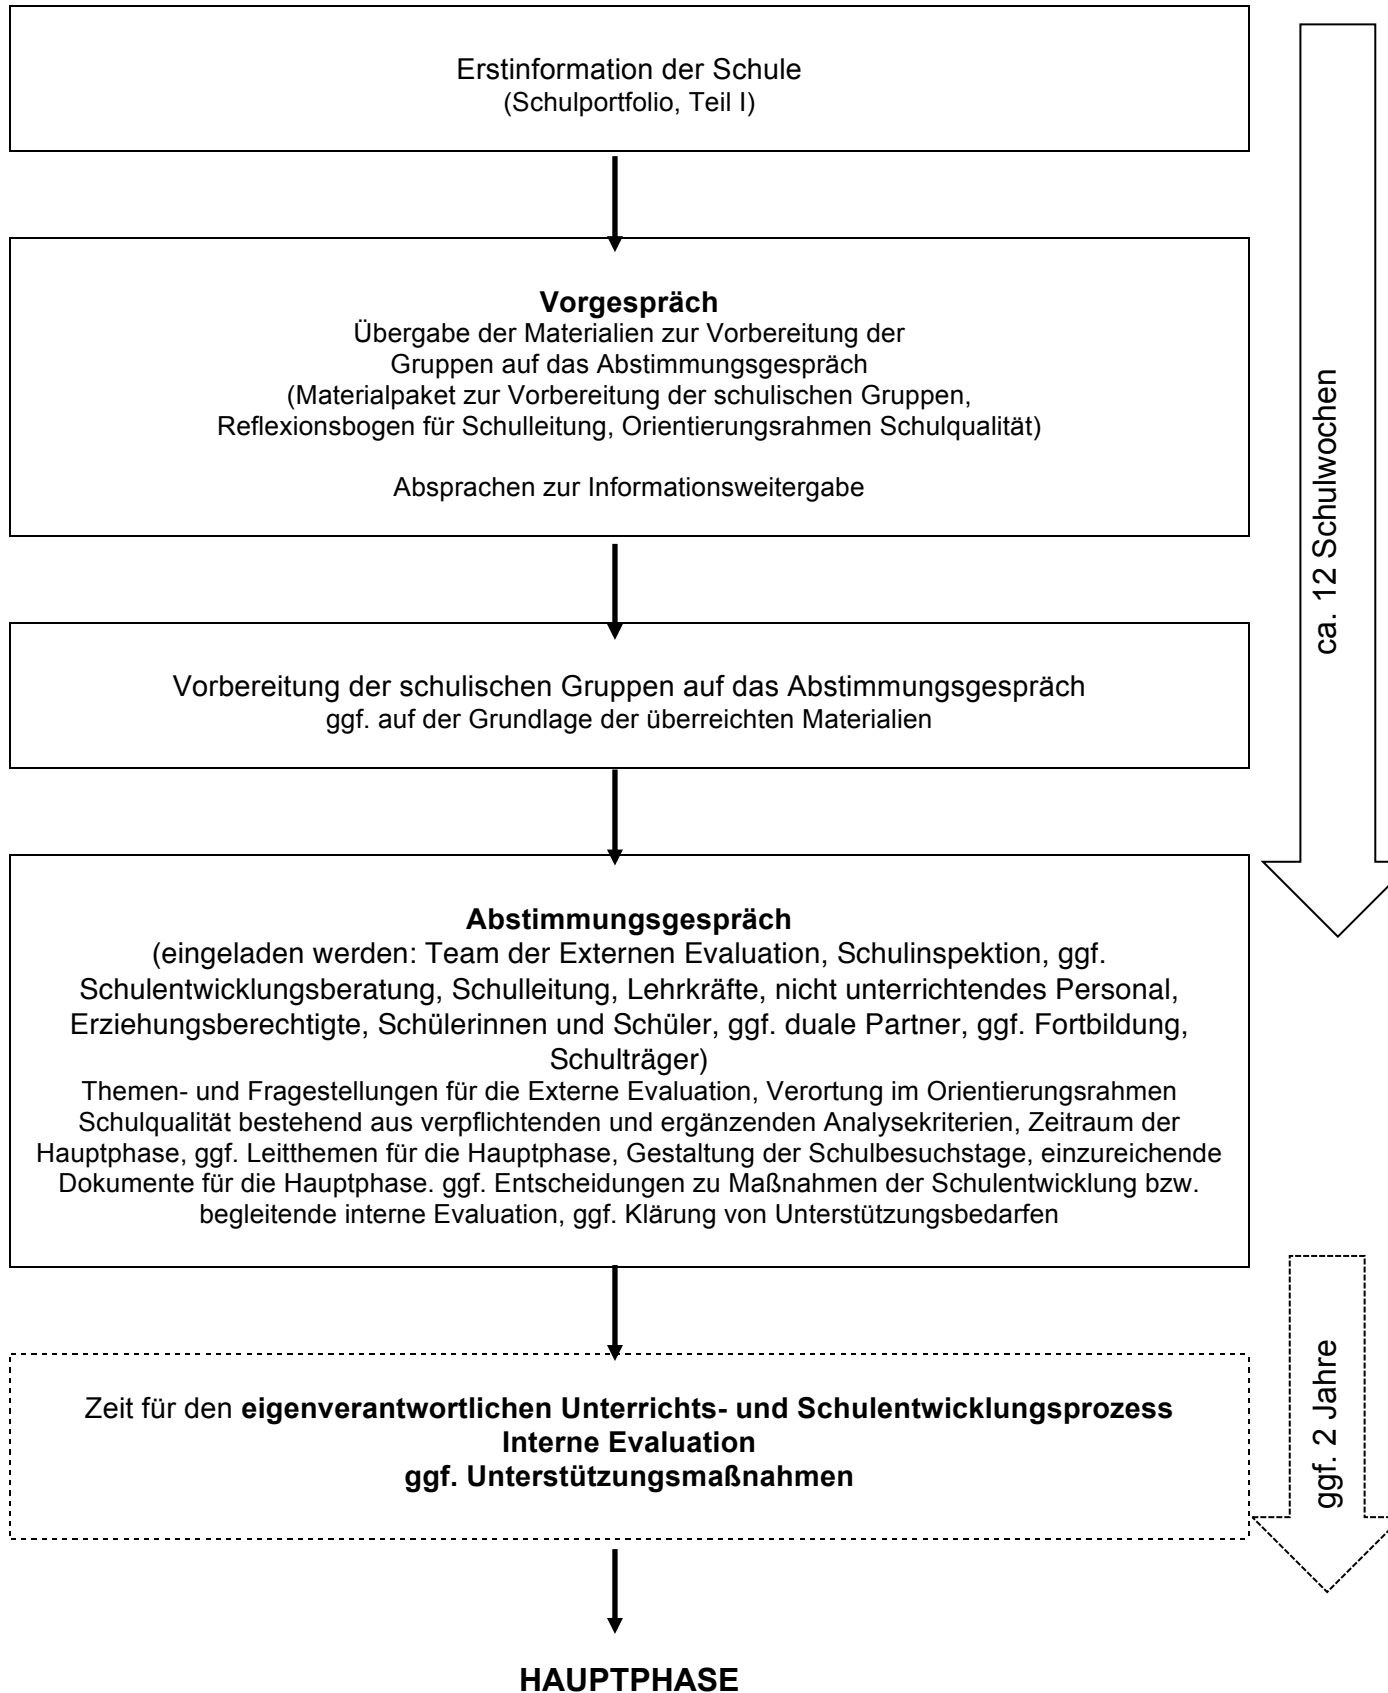 Erstinformation der Schule
(Schulportfolio, Teil I)
Vorgespräch
Übergabe der Materialien zur Vorbereitung der
Gruppen auf das Abstimmungsgespräch
(Materialpaket zur Vorbereitung der schulischen Gruppen,
Reflexionsbogen für Schulleitung, Orientierungsrahmen Schulqualität)
Absprachen zur Informationsweitergabe
ca. 12 Schulwochen
Vorbereitung der schulischen Gruppen auf das Abstimmungsgespräch
ggf. auf der Grundlage der überreichten Materialien
Abstimmungsgespräch
(eingeladen werden: Team der Externen Evaluation, Schulinspektion, ggf.
Schulentwicklungsberatung, Schulleitung, Lehrkräfte, nicht unterrichtendes Personal,
Erziehungsberechtigte, Schülerinnen und Schüler, ggf. duale Partner, ggf. Fortbildung,
Schulträger)
Themen- und Fragestellungen für die Externe Evaluation, Verortung im Orientierungsrahmen
Schulqualität bestehend aus verpflichtenden und ergänzenden Analysekriterien, Zeitraum der
Hauptphase, ggf. Leitthemen für die Hauptphase, Gestaltung der Schulbesuchstage, einzureichende
Dokumente für die Hauptphase. ggf. Entscheidungen zu Maßnahmen der Schulentwicklung bzw.
begleitende interne Evaluation, ggf. Klärung von Unterstützungsbedarfen
Zeit für den eigenverantwortlichen Unterrichts- und Schulentwicklungsprozess
Interne Evaluation
ggf. Unterstützungsmaßnahmen
ggf. 2 Jahre
HAUPTPHASE